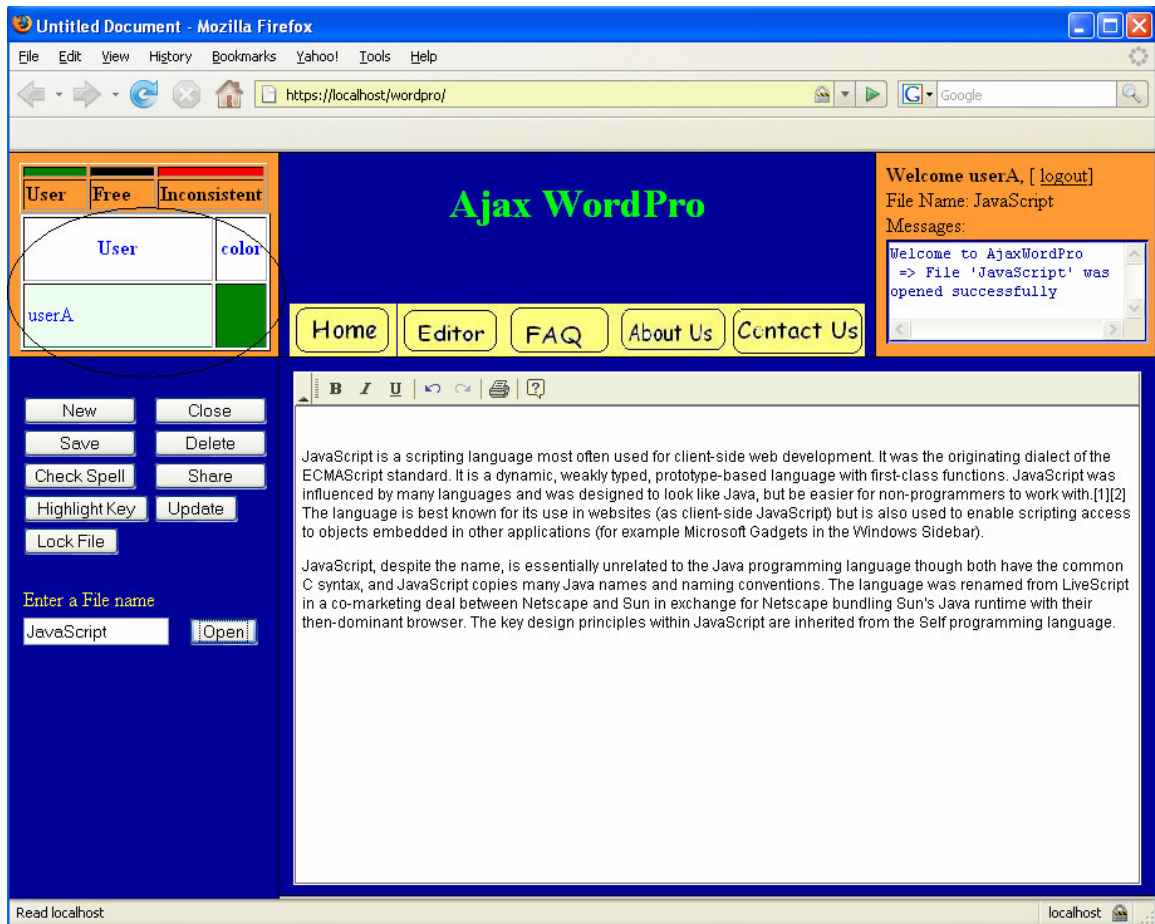 Untitled Document - Mozilla Firefox
File Edit View History Bookmarks Yahoo! Tools Help
https://localhost/wordpro/
G Google
User Free Inconsistent
User color
userA
Ajax WordPro
Welcome userA, [ logout]
File Name: JavaScript
Messages:
Welcome to AjaxWordPro
=> File 'JavaScript' was
opened successfully
Home Editor FAQ About Us Contact Us
New Close
Save Delete
Check Spell Share
Highlight Key Update
Lock File
Enter a File name
JavaScript Open
B I U ?
JavaScript is a scripting language most often used for client-side web development. It was the originating dialect of the
ECMAScript standard. It is a dynamic, weakly typed, prototype-based language with first-class functions. JavaScript was
influenced by many languages and was designed to look like Java, but be easier for non-programmers to work with.[1][2]
The language is best known for its use in websites (as client-side JavaScript) but is also used to enable scripting access
to objects embedded in other applications (for example Microsoft Gadgets in the Windows Sidebar).
JavaScript, despite the name, is essentially unrelated to the Java programming language though both have the common
C syntax, and JavaScript copies many Java names and naming conventions. The language was renamed from LiveScript
in a co-marketing deal between Netscape and Sun in exchange for Netscape bundling Sun's Java runtime with their
then-dominant browser. The key design principles within JavaScript are inherited from the Self programming language.
Read localhost
localhost